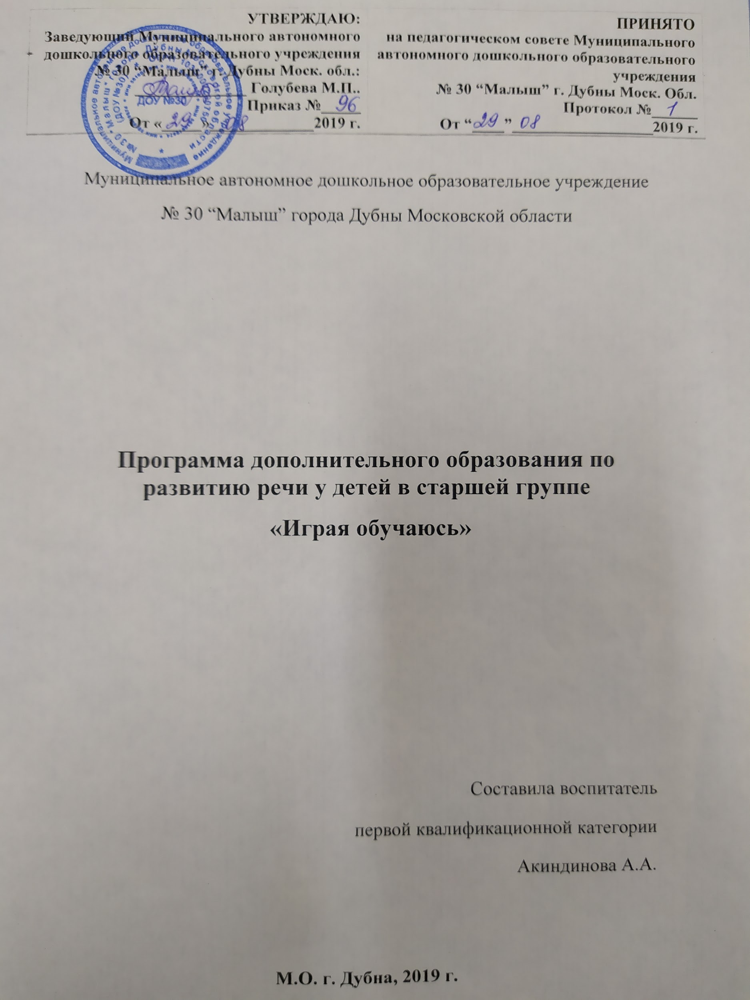 УТВЕРЖДАЮ:
Заведующий Муниципального автономного
дошкольного образовательного учреждения
№ 30 “Малыш” г. Дубны Моск. обл.:
Голубева М.П..
ДОУ №30
Приказ № 96
От « 29 » 08 2019 г.
ПРИНЯТО
на педагогическом совете Муниципального
автономного дошкольного образовательного
учреждения
№ 30 “Малыш” г. Дубны Моск. Обл.
Протокол № 1
От “ 29 ” 08 2019 г.
Муниципальное автономное дошкольное образовательное учреждение
№ 30 “Малыш” города Дубны Московской области
Программа дополнительного образования по
развитию речи у детей в старшей группе
«Играя обучаюсь»
Составила воспитатель
первой квалификационной категории
Акиндинова А.А.
М.О. г. Дубна, 2019 г.